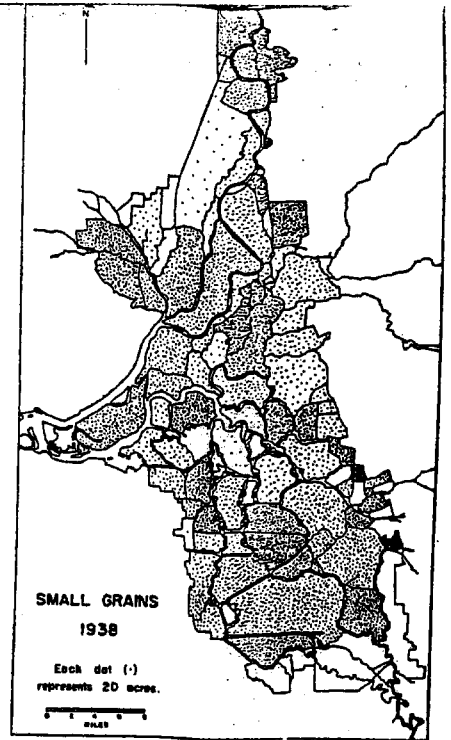 N
SMALL GRAINS
1938
Each dot (·)
represents 20 acres.
MILES